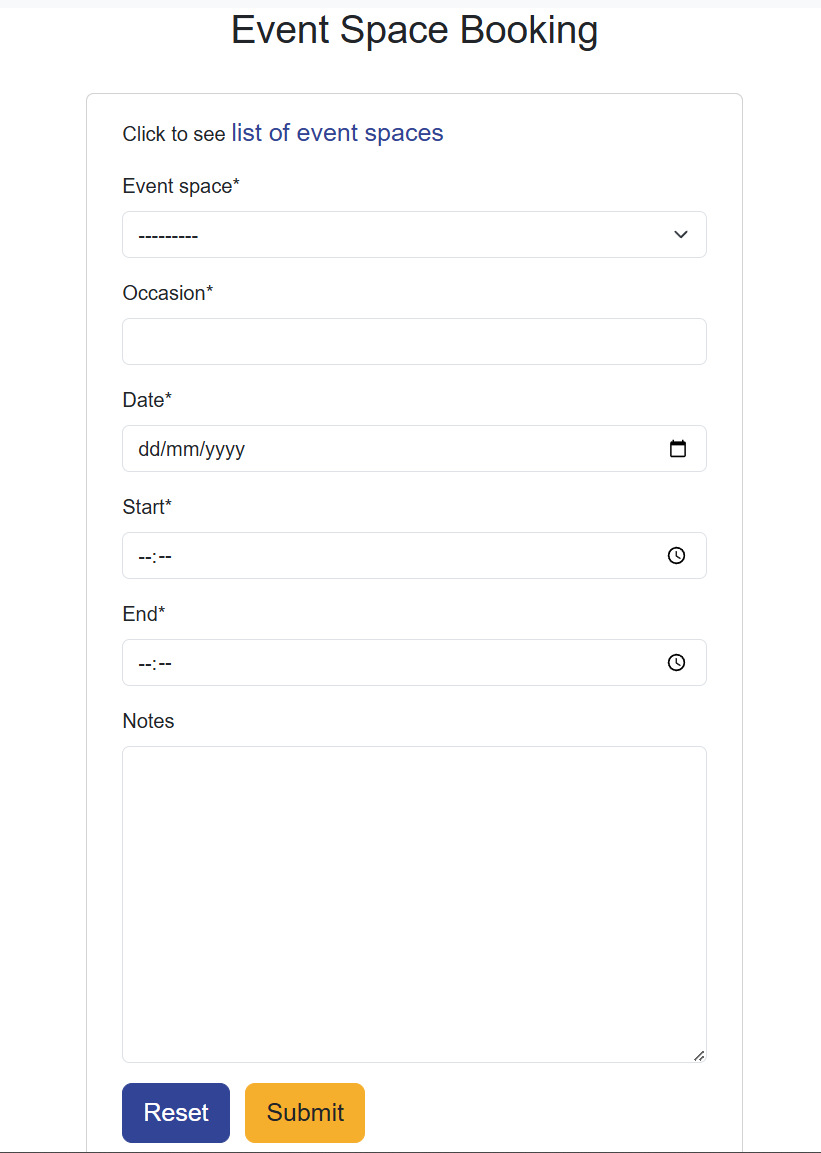 Event Space Booking
Click to see list of event spaces
Event space*
---------
Occasion*
Date*
dd/mm/yyyy
Start*
--:--
End*
--:--
Notes
Reset
Submit